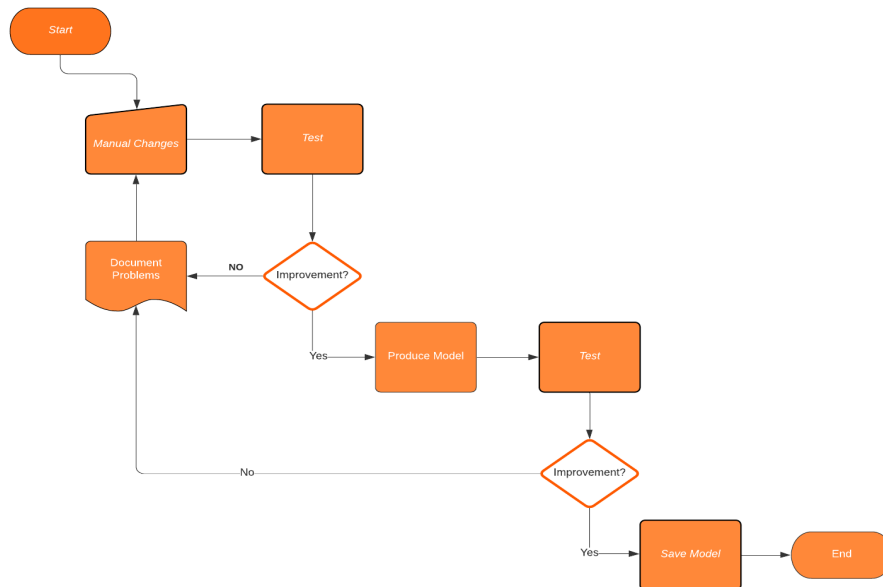 Start
Manual Changes
Test
Document
Problems
NO
Improvement?
Yes
Produce Model
Test
No
Improvement?
Yes
Save Model
End